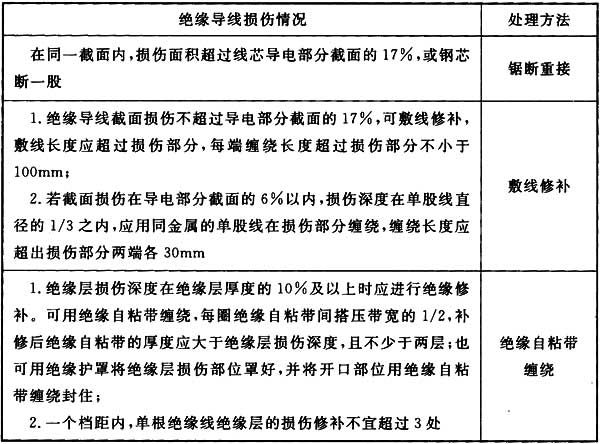 绝缘导线损伤情况 处理方法
在同一截面内,损伤面积超过线芯导电部分截面的17%,或钢芯
断一股
锯断重接
1.绝缘导线截面损伤不超过导电部分截面的17%,可敷线修补,
敷线长度应超过损伤部分,每端缠绕长度超过损伤部分不小于
100mm;
2.若截面损伤在导电部分截面的6%以内,损伤深度在单股线直
径的1/3之内,应用同金属的单股线在损伤部分缠绕,缠绕长度应
超出损伤部分两端各30mm
敷线修补
1.绝缘层损伤深度在绝缘层厚度的10%及以上时应进行绝缘修
补。可用绝缘自粘带缠绕,每圈绝缘自粘带间搭压带宽的1/2,补
修后绝缘自粘带的厚度应大于绝缘层损伤深度,且不少于两层;也
可用绝缘护罩将绝缘层损伤部位罩好,并将开口部位用绝缘自粘
带缠绕封住;
2.一个档距内,单根绝缘线绝缘层的损伤修补不宜超过3处
绝缘自粘带
缠绕